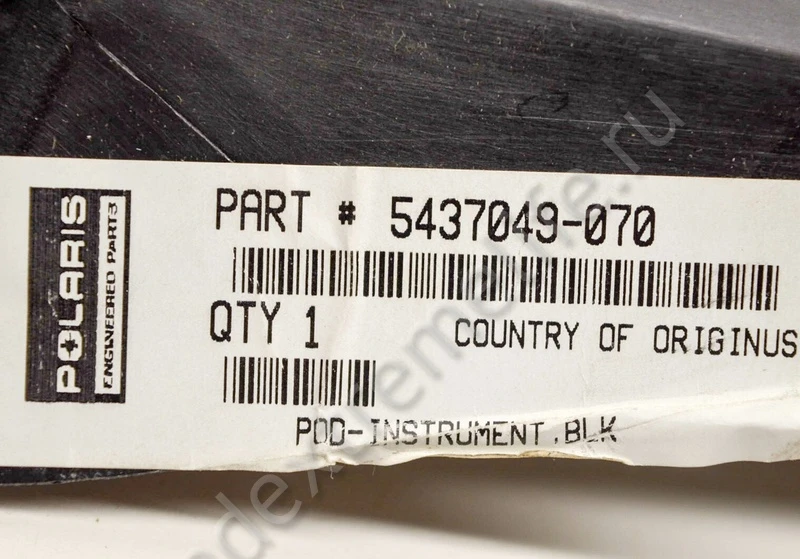 POLARIS
ENGINEERED PARTS
PART # 5437049-070
QTY 1
COUNTRY OF ORIGINUS
POD-INSTRUMENT,BLK